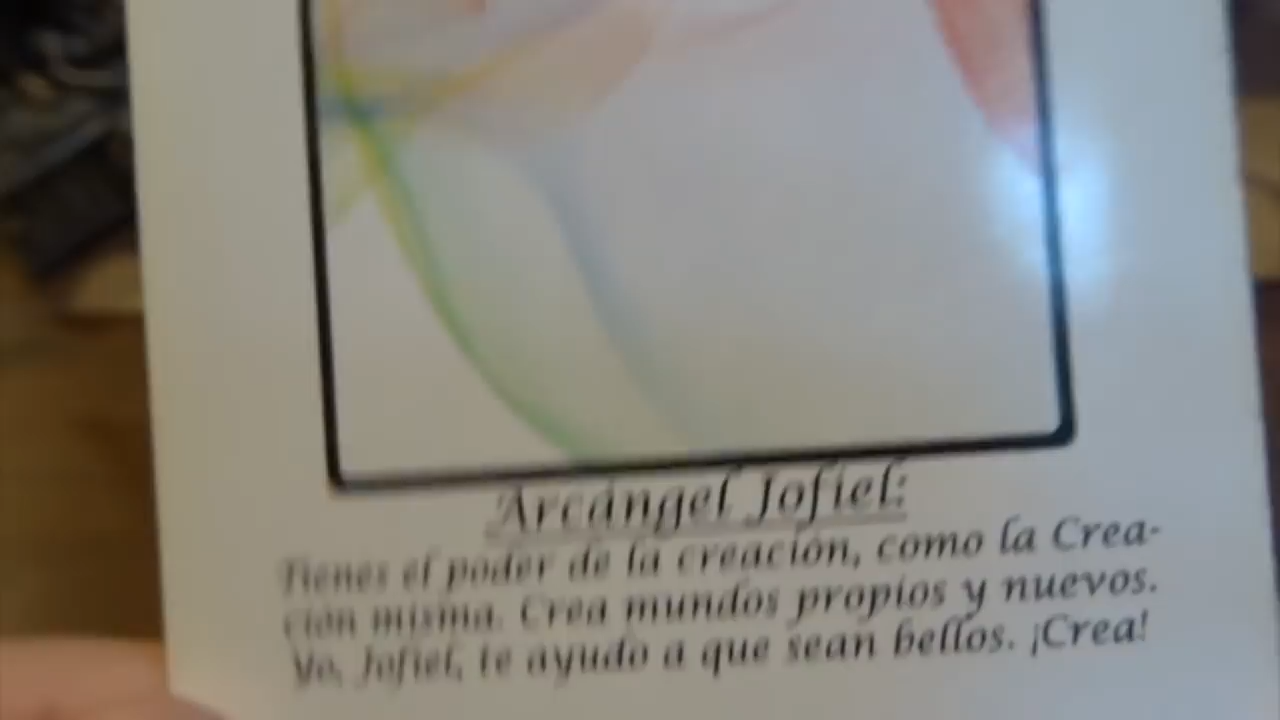 Arcángel Jofiel:
Tienes el poder de la creación, como la Crea-
ción misma. Crea mundos propios y nuevos.
Yo, Jofiel, te ayudo a que sean bellos. ¡Crea!